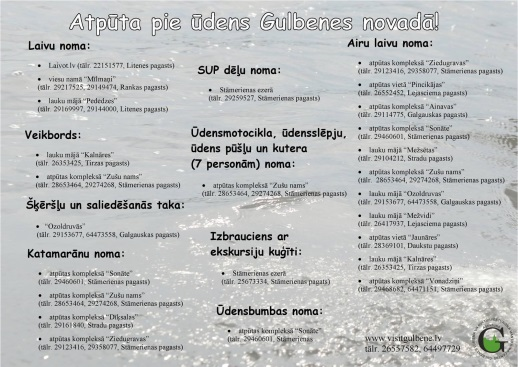 Atpūta pie ūdens Gulbenes novadā!
Laivu noma:
Laivot.lv (tālr. 22151577, Litenes pagasts)
viesu namā “Milmaņi”
(tālr. 29217525, 29149474, Rankas pagasts)
lauku mājā “Pededzes”
(tālr. 29169997, 29144000, Litenes pagasts)
Veikbords:
lauku mājā “Kalnāres”
(tālr. 26353425, Tirzas pagasts)
atpūtas kompleksā “Zušu nams”
(tālr. 28653464, 29274268, Stāmerienas pagasts)
Šķēršļu un saliedēšanās taka:
“Ozoldruvās”
(tālr. 29153677, 64473558, Galgauskas pagasts)
Katamarānu noma:
atpūtas kompleksā “Sonāte”
(tālr. 29460601, Stāmerienas pagasts)
atpūtas kompleksā “Zušu nams”
(tālr. 28653464, 29274268, Stāmerienas pagasts)
atpūtas kompleksā “Dīķsalas”
(tālr. 29161840, Stradu pagasts)
atpūtas kompleksā “Ziedugravas”
(tālr. 29123416, 29358077, Stāmerienas pagasts)
SUP dēļu noma:
Stāmerienas ezerā
(tālr. 29259527, Stāmerienas pagasts)
Ūdensmotocikla, ūdensslēpju,
ūdens pūšļu un kutera
(7 personām) noma:
atpūtas kompleksā “Zušu nams”
(tālr. 28653464, 29274268, Stāmerienas pagasts)
Izbrauciens ar
ekskursiju kuģīti:
Stāmerienas ezerā
(tālr. 25673334, Stāmerienas pagasts)
Ūdensbumbas noma:
atpūtas kompleksā “Sonāte”
(tālr. 29460601, Stāmerienas
Airu laivu noma:
atpūtas kompleksā “Ziedugravas”
(tālr. 29123416, 29358077, Stāmerienas pagasts)
atpūtas vietā “Pincikājas”
(tālr. 26552452, Lejasciema pagasts)
atpūtas kompleksā “Ainavas”
(tālr. 29114775, Galgauskas pagasts)
atpūtas kompleksā “Sonāte”
(tālr. 29460601, Stāmerienas pagasts)
lauku mājā “Mežsētas”
(tālr. 29104212, Stradu pagasts)
atpūtas kompleksā “Zušu nams”
(tālr. 28653464, 29274268, Stāmerienas pagasts)
lauku mājā “Ozoldruvas”
(tālr. 29153677, 64473558, Galgauskas pagasts)
lauku mājā “Mežvidi”
(tālr. 26417937, Lejasciema pagasts)
atpūtas vietā “Jaunāres”
(tālr. 28369101, Daukstu pagasts)
lauku mājā “Kalnāres”
(tālr. 26353425, Tirzas pagasts)
atpūtas kompleksā “Vonadziņi”
(tālr. 29468682, 64471151, Stāmerienas pagasts)
www.visitgulbene.lv
tālr. 26557582, 64497729